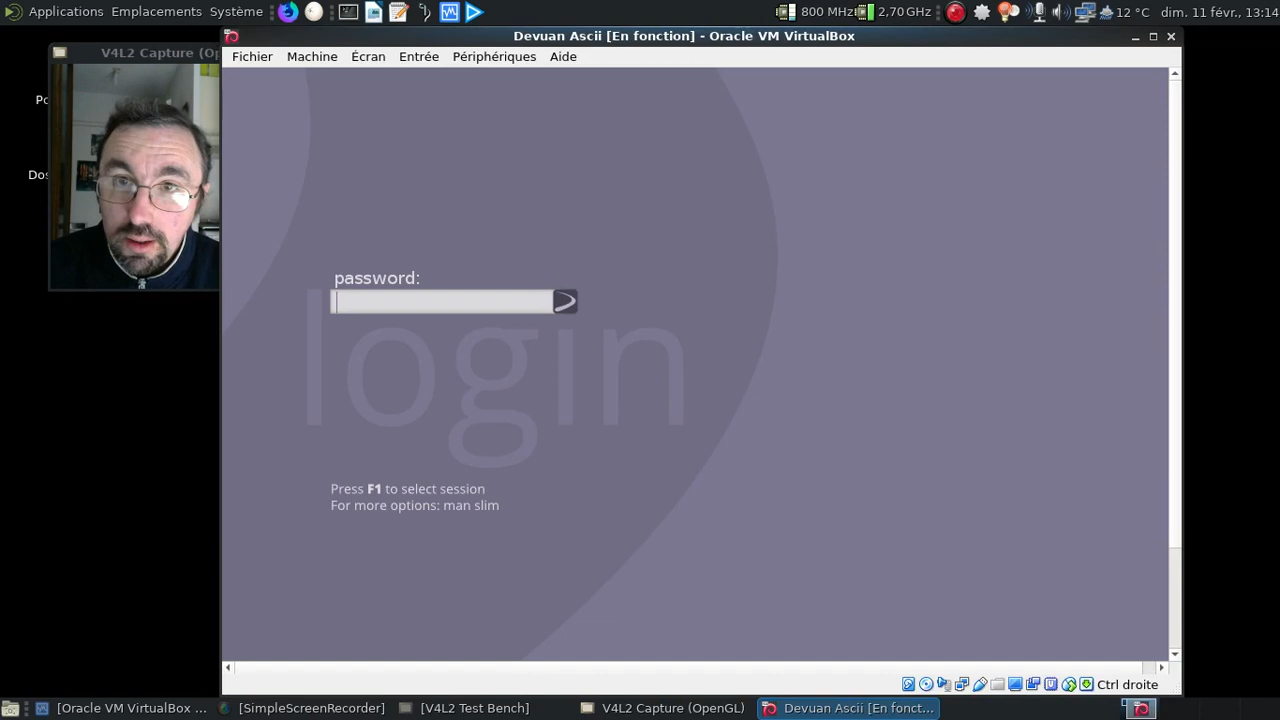 Applications Emplacements Système 800 MHz 2,70 GHz 12 °C dim. 11 févr., 13:14
V4L2 Capture (Op
Devuan Ascii [En fonction] - Oracle VM VirtualBox
Fichier Machine Écran Entrée Périphériques Aide
Po
Dos
password:
login
Press F1 to select session
For more options: man slim
Ctrl droite
[Oracle VM VirtualBox ... [SimpleScreenRecorder] [V4L2 Test Bench] V4L2 Capture (OpenGL) Devuan Ascii [En fonct...